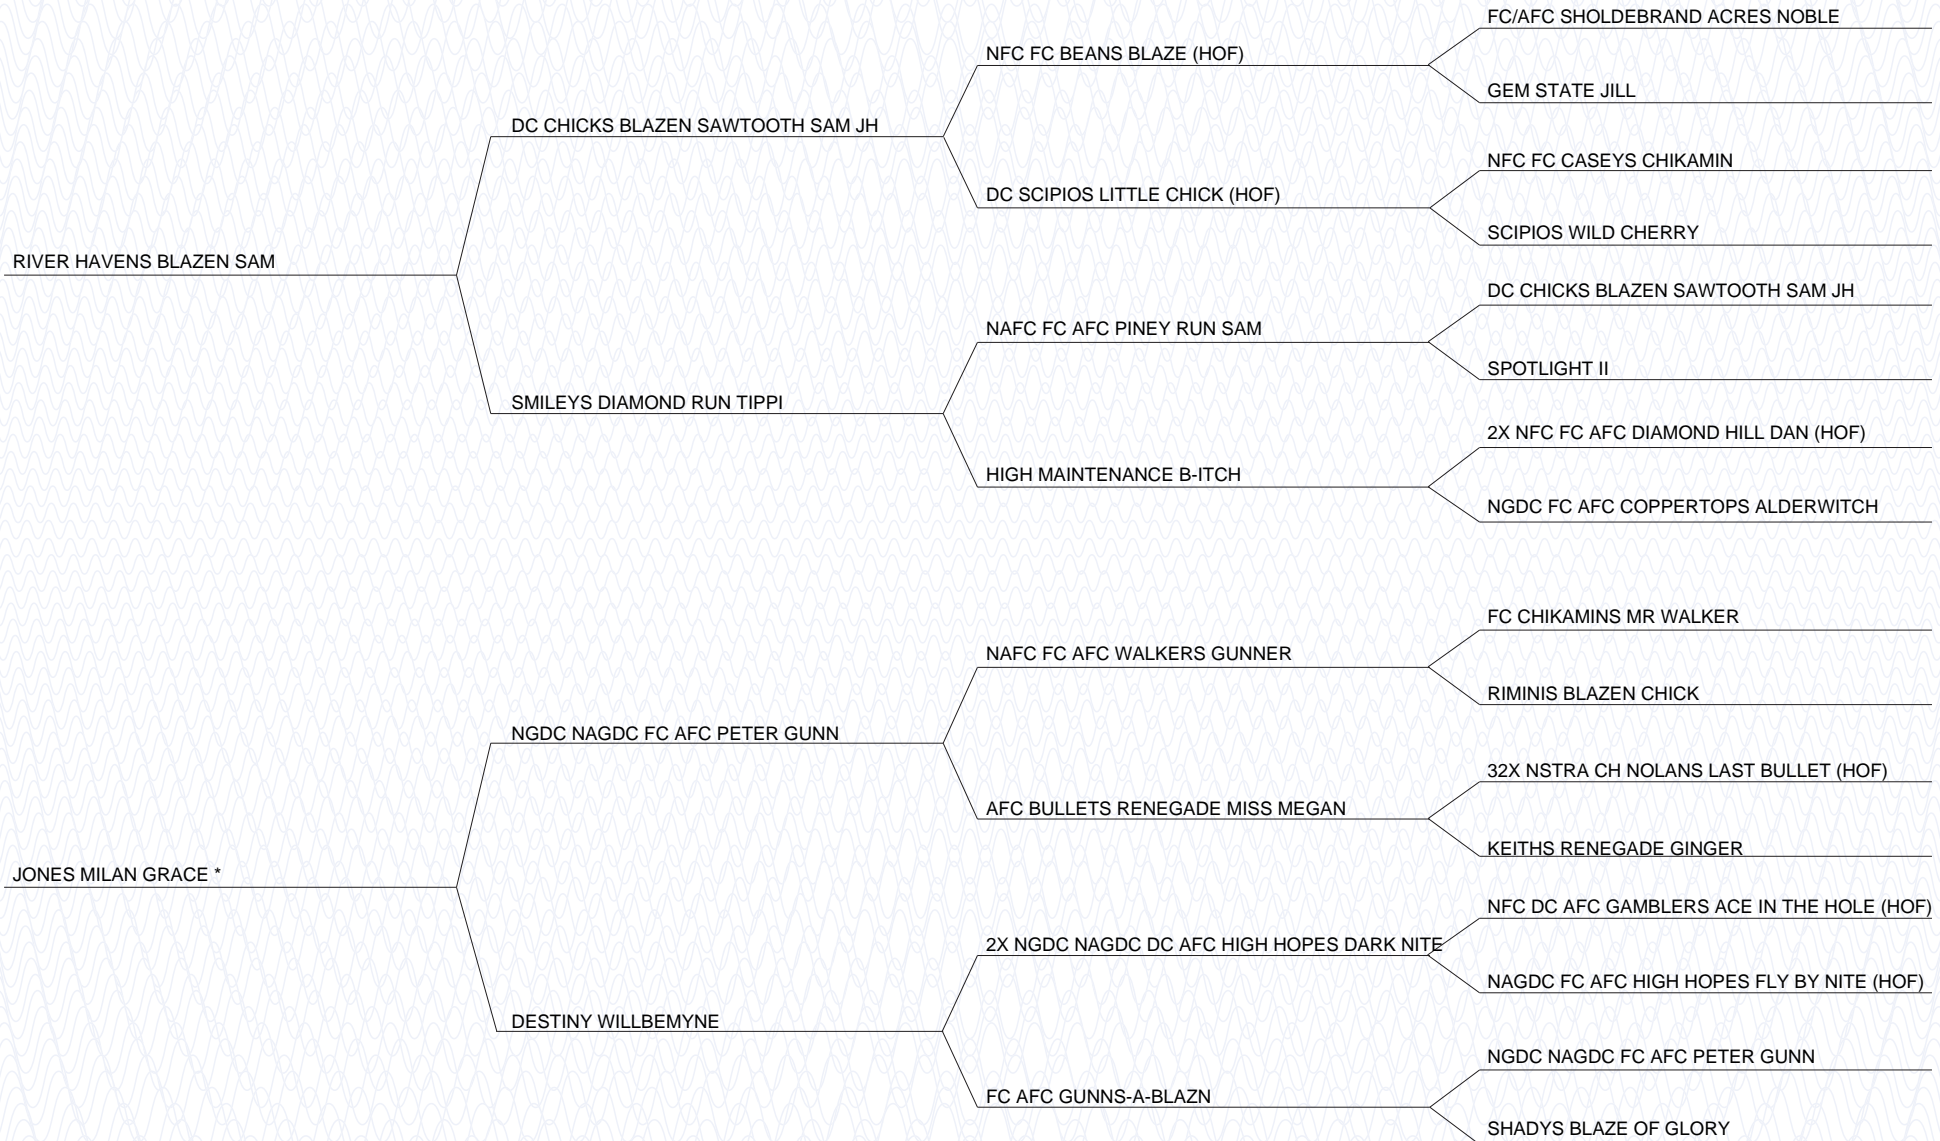 FC/AFC SHOLDEBRAND ACRES NOBLE
NFC FC BEANS BLAZE (HOF)
GEM STATE JILL
DC CHICKS BLAZEN SAWTOOTH SAM JH
NFC FC CASEYS CHIKAMIN
DC SCIPIOS LITTLE CHICK (HOF)
SCIPIOS WILD CHERRY
RIVER HAVENS BLAZEN SAM
DC CHICKS BLAZEN SAWTOOTH SAM JH
NAFC FC AFC PINEY RUN SAM
SPOTLIGHT II
SMILEYS DIAMOND RUN TIPPI
2X NFC FC AFC DIAMOND HILL DAN (HOF)
HIGH MAINTENANCE B-ITCH
NGDC FC AFC COPPERTOPS ALDERWITCH
FC CHIKAMINS MR WALKER
NAFC FC AFC WALKERS GUNNER
RIMINIS BLAZEN CHICK
NGDC NAGDC FC AFC PETER GUNN
32X NSTRA CH NOLANS LAST BULLET (HOF)
AFC BULLETS RENEGADE MISS MEGAN
KEITHS RENEGADE GINGER
JONES MILAN GRACE *
NFC DC AFC GAMBLERS ACE IN THE HOLE (HOF)
2X NGDC NAGDC DC AFC HIGH HOPES DARK NITE
NAGDC FC AFC HIGH HOPES FLY BY NITE (HOF)
DESTINY WILLBEMYNE
NGDC NAGDC FC AFC PETER GUNN
FC AFC GUNNS-A-BLAZN
SHADYS BLAZE OF GLORY